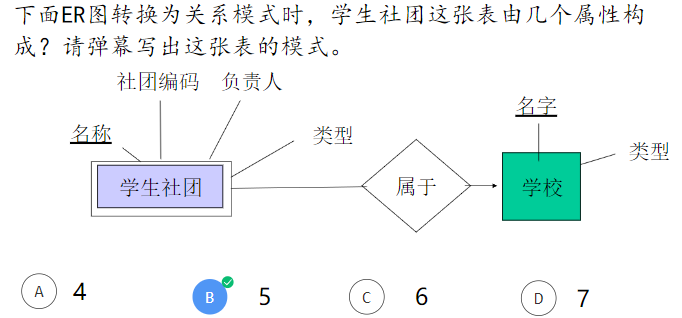 下面ER图转换为关系模式时，学生社团这张表由几个属性构
成？请弹幕写出这张表的模式。
社团编码 负责人
名称
类型
名字
类型
学生社团
属于
学校
A 4
B 5
C 6
D 7